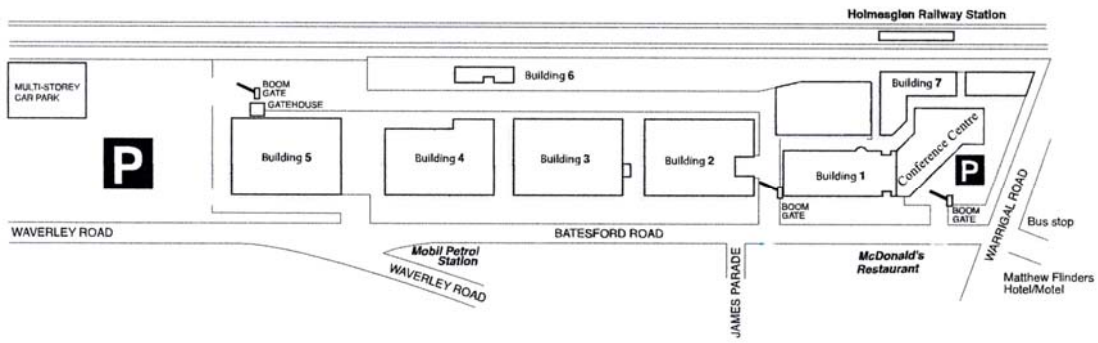 Holmesglen Railway Station
MULTI-STOREY
CAR PARK
BOOM
GATE
GATEHOUSE
Building 6
Building 7
P
Building 5
Building 4
Building 3
Building 2
Building 1
Conference Centre
P
BOOM
GATE
BOOM
GATE
WAVERLEY ROAD
BATESFORD ROAD
WARRIGAL ROAD
Bus stop
Mobil Petrol
Station
WAVERLEY ROAD
JAMES PARADE
McDonald's
Restaurant
Matthew Flinders
Hotel/Motel